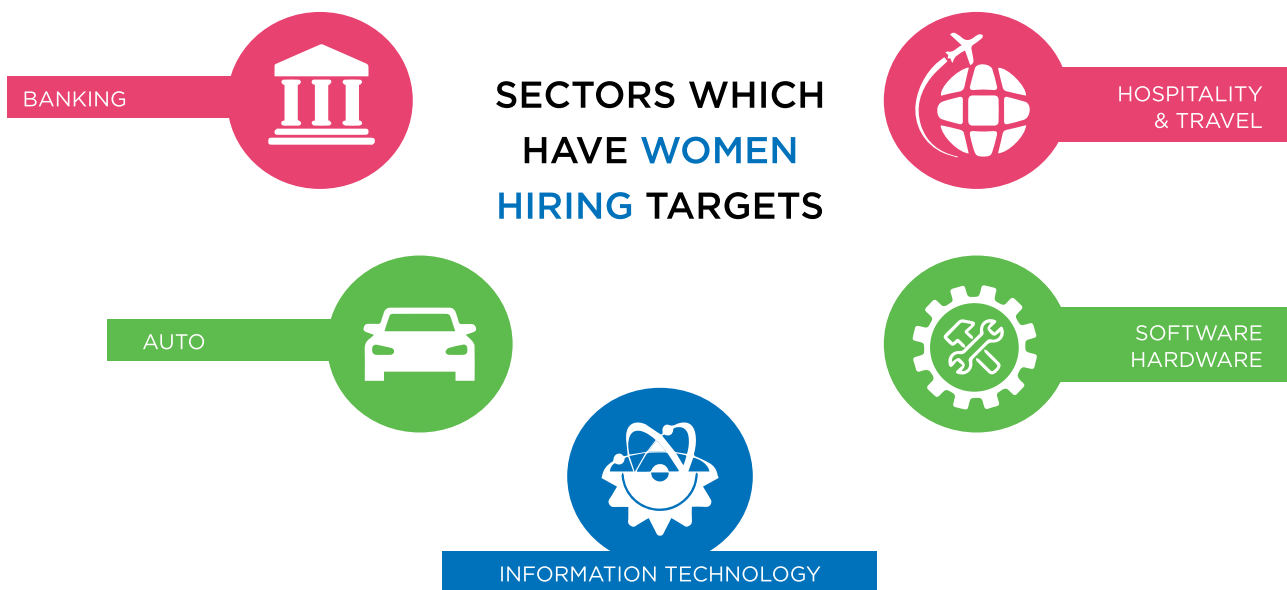 BANKING
SECTORS WHICH
HAVE WOMEN
HIRING TARGETS
HOSPITALITY
& TRAVEL
AUTO
SOFTWARE
HARDWARE
INFORMATION TECHNOLOGY